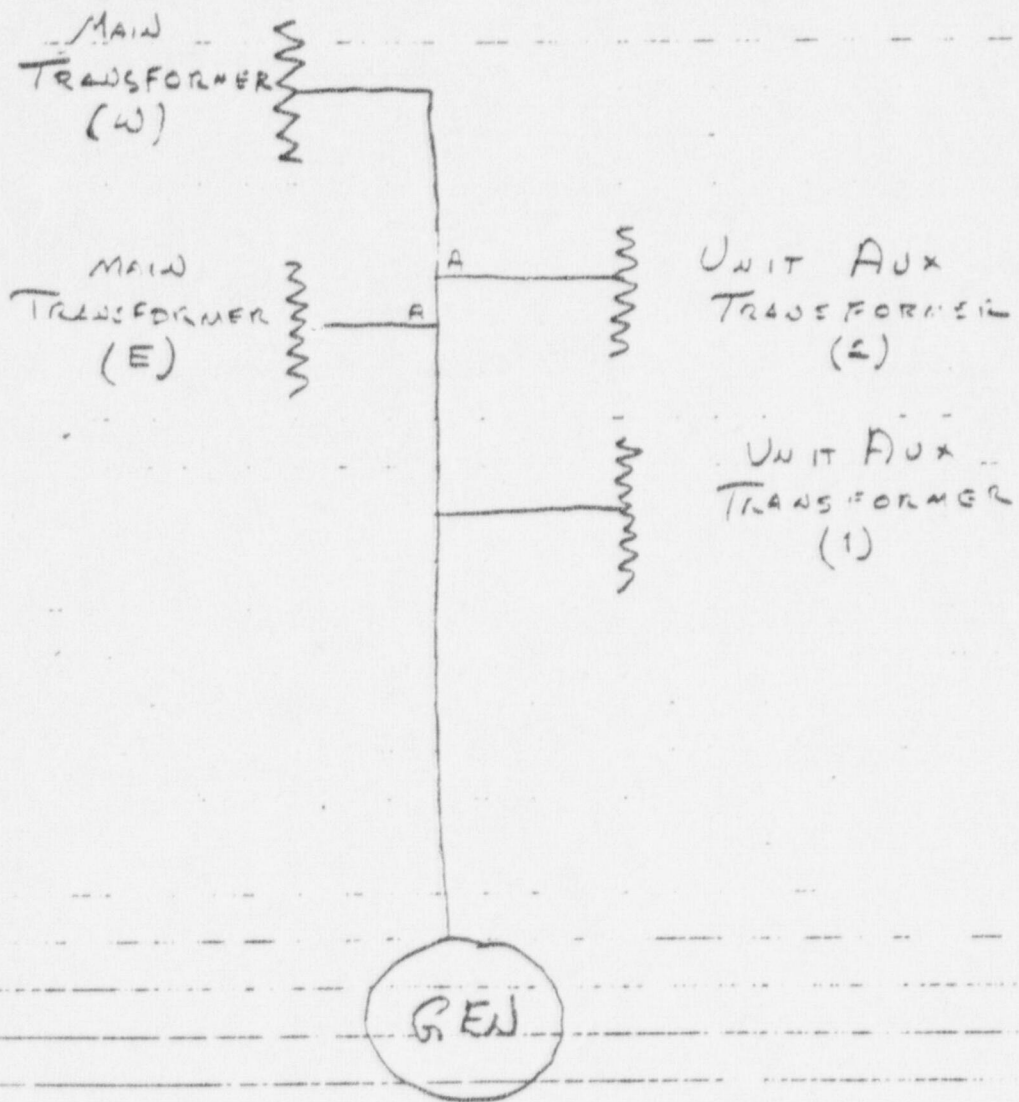 MAIN
TRANSFORMER
(W)
MAIN
TRANSFORMER
(E)
A
A
UNIT AUX
TRANSFORMER
(2)
UNIT AUX
TRANSFORMER
(1)
GEN